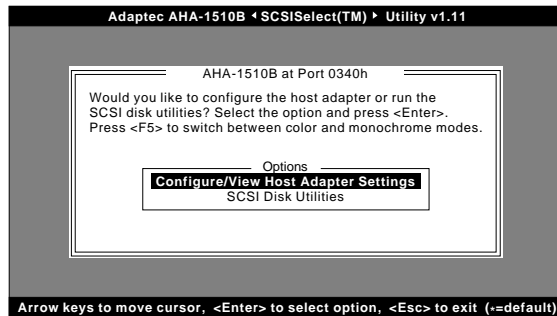 Adaptec AHA-1510B ◂ SCSISelect(TM) ▸ Utility v1.11
AHA-1510B at Port 0340h
Would you like to configure the host adapter or run the
SCSI disk utilities? Select the option and press <Enter>.
Press <F5> to switch between color and monochrome modes.
Options
Configure/View Host Adapter Settings
SCSI Disk Utilities
Arrow keys to move cursor, <Enter> to select option, <Esc> to exit (*=default)